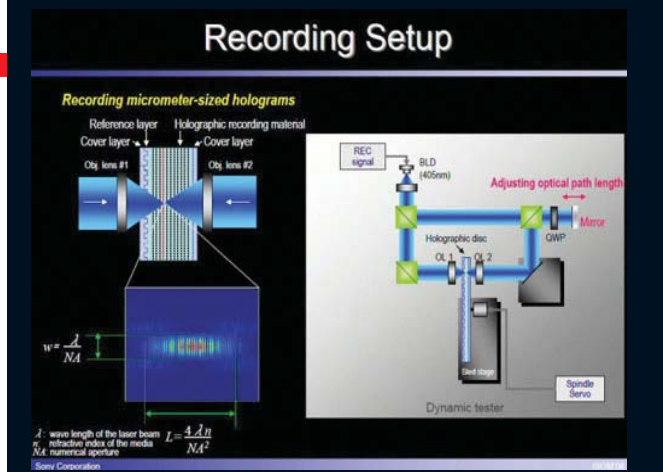 Recording Setup
Recording micrometer-sized holograms
Reference layer
Holographic recording material
Cover layer
Cover layer
Obj. lens #1
Obj. lens #2
w= λ/NA
λ: wave length of the laser beam
n: refractive index of the media
NA: numerical aperture
L= 4λn/NA²
REC
signal
BLD
(405nm)
Adjusting optical path length
Mirror
QWP
Holographic disc
OL 1
OL 2
Sled stage
Spindle
Servo
Dynamic tester
Sony Corporation